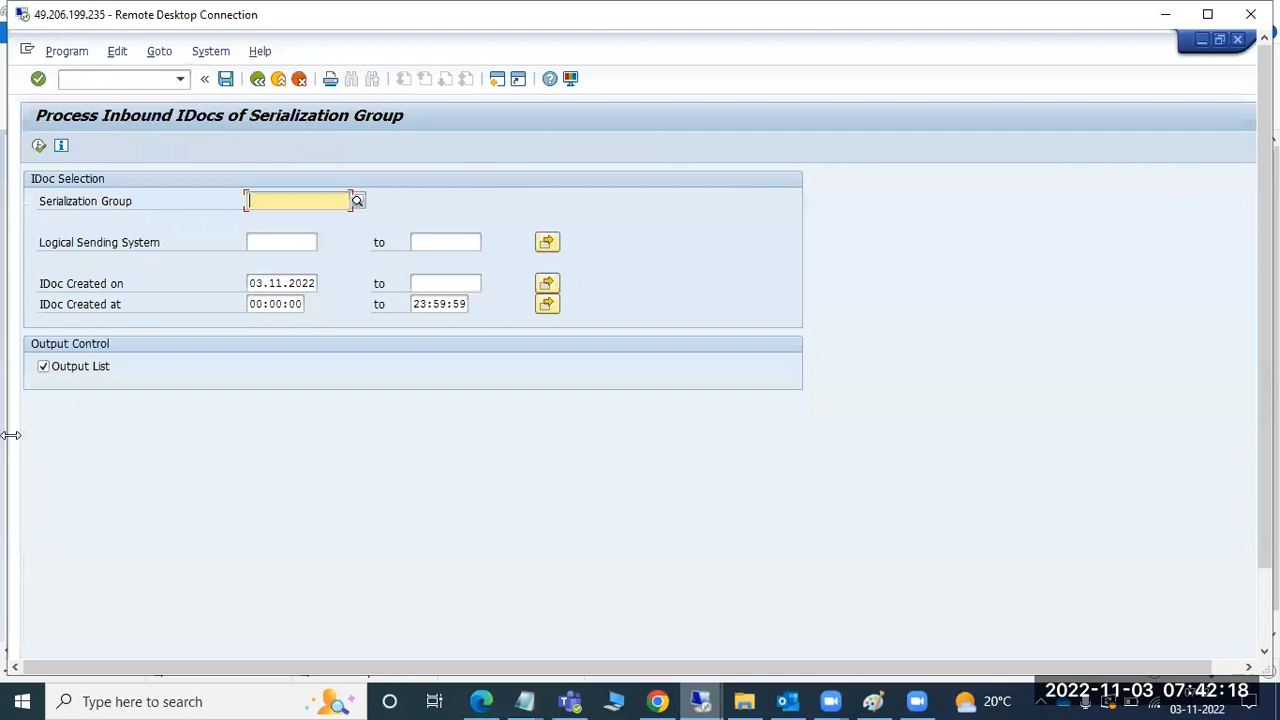 49.206.199.235 - Remote Desktop Connection
Program Edit Goto System Help
Process Inbound IDocs of Serialization Group
IDoc Selection
Serialization Group
Logical Sending System to
IDoc Created on 03.11.2022 to
IDoc Created at 00:00:00 to 23:59:59
Output Control
Output List
Type here to search
20°C
2022-11-03 07:42:18
03-11-2022